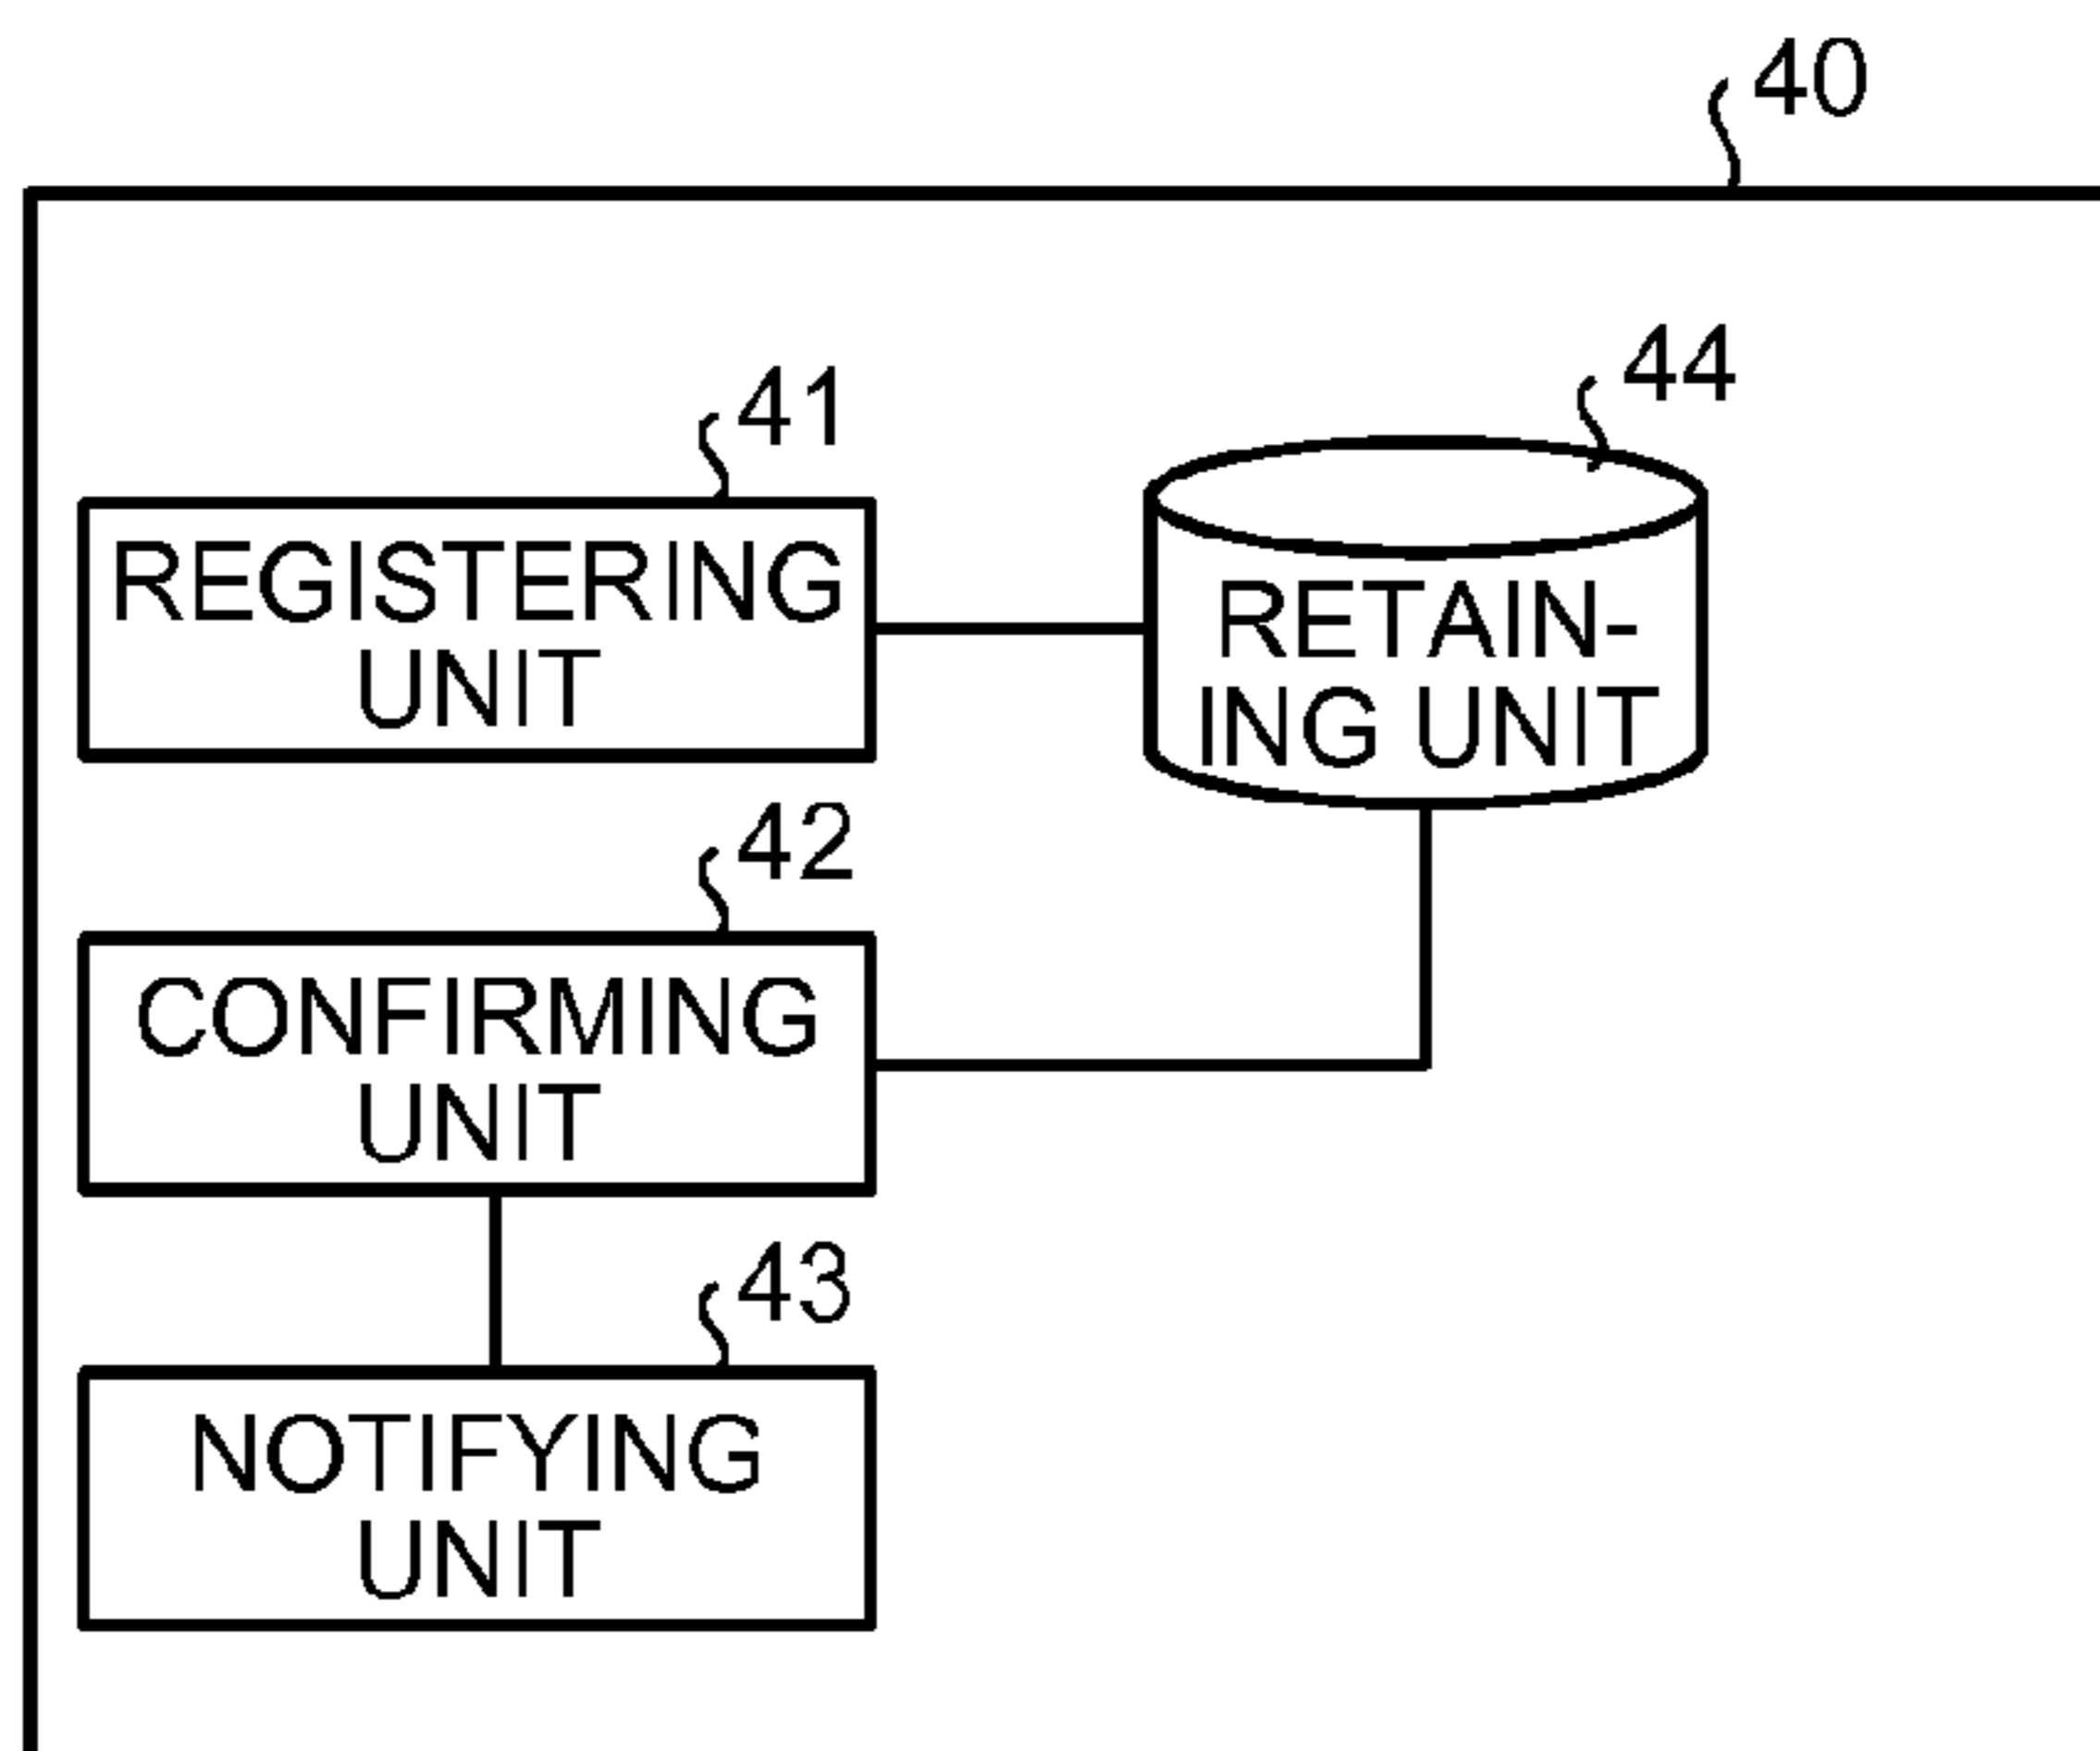 40
41
44
REGISTERING
UNIT
RETAIN-
ING UNIT
42
CONFIRMING
UNIT
43
NOTIFYING
UNIT